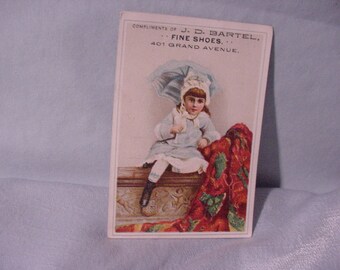 COMPLIMENTS OF J. D. BARTEL,
FINE SHOES.
401 GRAND AVENUE.